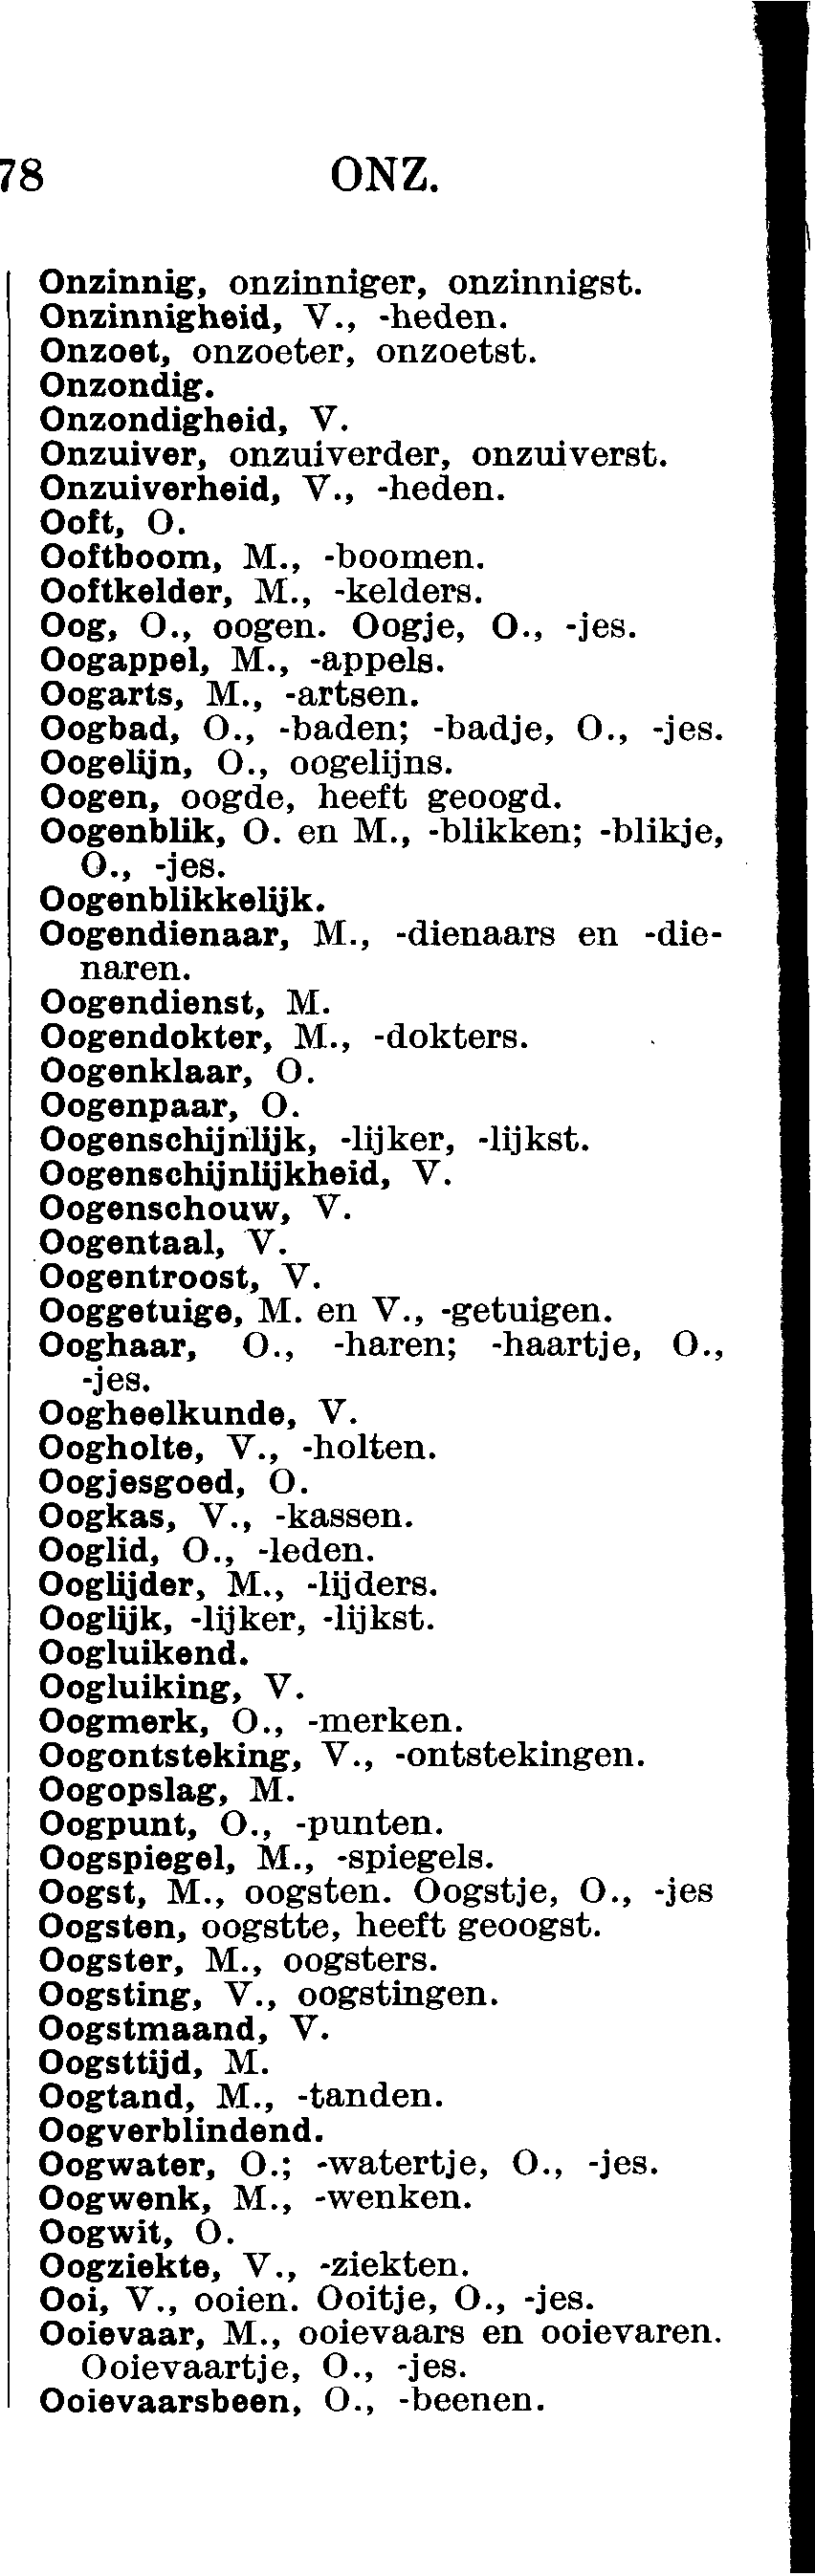 78 ONZ.
Onzinnig, onzinniger, onzinnigst.
Onzinnigheid, V., -heden.
Onzoet, onzoeter, onzoetst.
Onzondig.
Onzondigheid, V.
Onzuiver, onzuiverder, onzuiverst.
Onzuiverheid, V., -heden.
Ooft, O.
Ooftboom, M., -boomen.
Ooftkelder, M., -kelders.
Oog, O., oogen. Oogje, O., -jes.
Oogappel, M., -appels.
Oogarts, M., -artsen.
Oogbad, O., -baden; -badje, O., -jes.
Oogelijn, O., oogelijns.
Oogen, oogde, heeft geoogd.
Oogenblik, O. en M., -blikken; -blikje,
O., -jes.
Oogenblikkelijk.
Oogendienaar, M., -dienaars en -die-
naren.
Oogendienst, M.
Oogendokter, M., -dokters.
Oogenklaar, O.
Oogenpaar, O.
Oogenschijnlijk, -lijker, -lijkst.
Oogenschijnlijkheid, V.
Oogenschouw, V.
Oogentaal, V.
Oogentroost, V.
Ooggetuige, M. en V., -getuigen.
Ooghaar, O., -haren; -haartje, O.,
-jes.
Oogheelkunde, V.
Oogholte, V., -holten.
Oogjesgoed, O.
Oogkas, V., -kassen.
Ooglid, O., -leden.
Ooglijder, M., -lijders.
Ooglijk, -lijker, -lijkst.
Oogluikend.
Oogluiking, V.
Oogmerk, O., -merken.
Oogontsteking, V., -ontstekingen.
Oogopslag, M.
Oogpunt, O., -punten.
Oogspiegel, M., -spiegels.
Oogst, M., oogsten. Oogstje, O., -jes
Oogsten, oogstte, heeft geoogst.
Oogster, M., oogsters.
Oogsting, V., oogstingen.
Oogstmaand, V.
Oogsttijd, M.
Oogtand, M., -tanden.
Oogverblindend.
Oogwater, O.; -watertje, O., -jes.
Oogwenk, M., -wenken.
Oogwit, O.
Oogziekte, V., -ziekten.
Ooi, V., ooien. Ooitje, O., -jes.
Ooievaar, M., ooievaars en ooievaren.
Ooievaartje, O., -jes.
Ooievaarsbeen, O., -beenen.